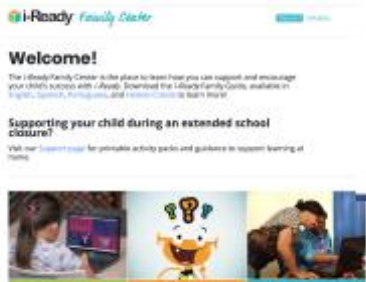 i-Ready Family Center
Welcome!
The i-Ready Family Center is the place to learn how you can support and encourage
your child's success with i-Ready. Download the i-Ready Family Guide, available in
English, Spanish, Portuguese, and Haitian Creole to learn more!
Supporting your child during an extended school
closure?
Visit our Support page for printable activity packs and guidance to support learning at
home.
???